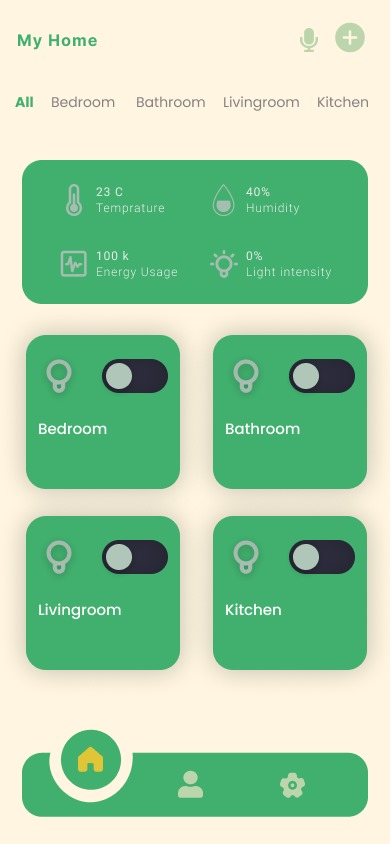 My Home
All Bedroom Bathroom Livingroom Kitchen
23 C
Temprature
40%
Humidity
100 k
Energy Usage
0%
Light intensity
Bedroom
Bathroom
Livingroom
Kitchen